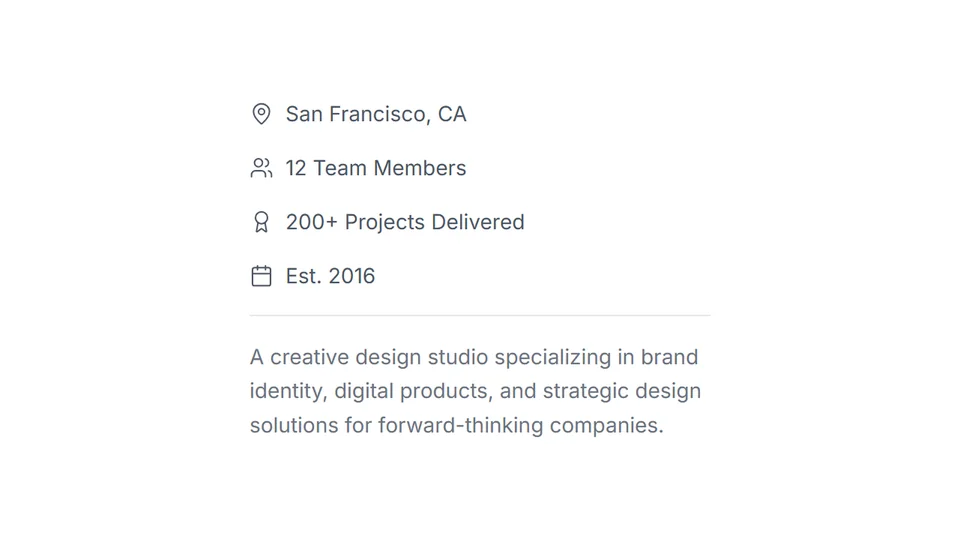 San Francisco, CA
12 Team Members
200+ Projects Delivered
Est. 2016
A creative design studio specializing in brand
identity, digital products, and strategic design
solutions for forward-thinking companies.